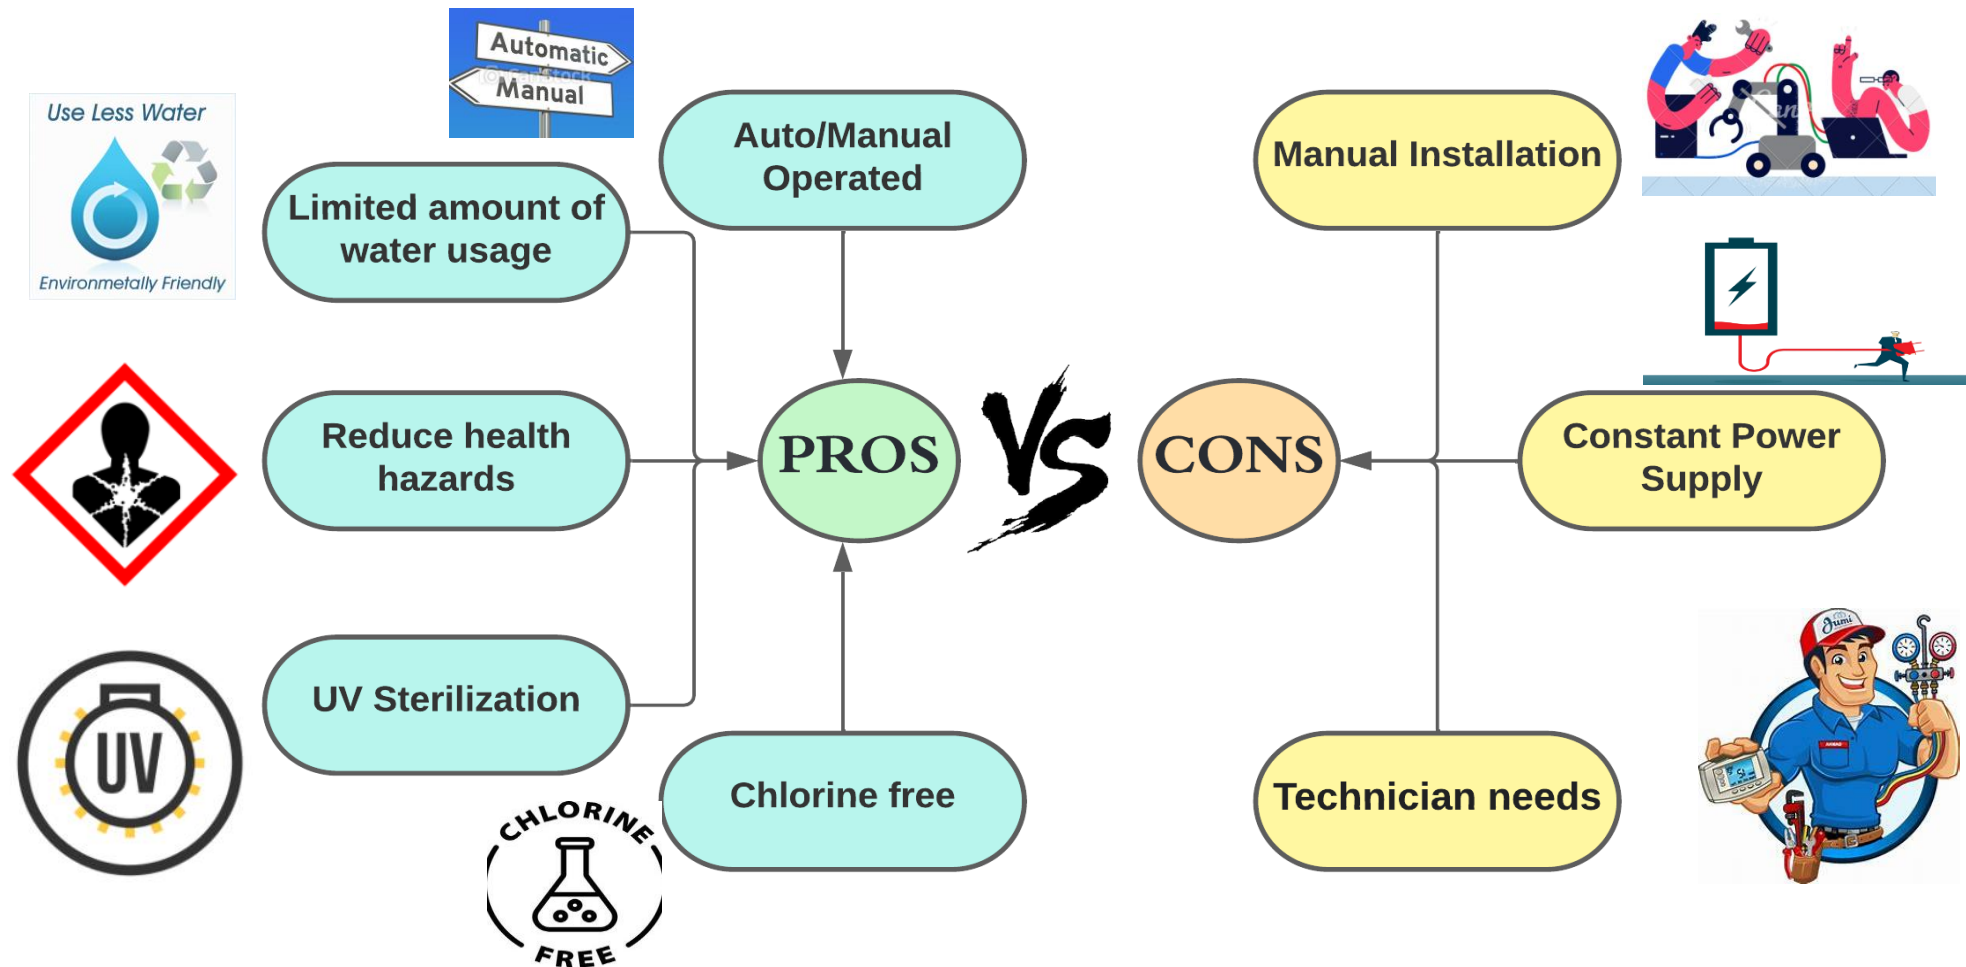 Automatic
Manual
Use Less Water
Environmetally Friendly
Auto/Manual
Operated
Limited amount of
water usage
Reduce health
hazards
UV Sterilization
UV
Chlorine free
CHLORINE
FREE
PROS
VS
CONS
Manual Installation
Constant Power
Supply
Technician needs
Jumi